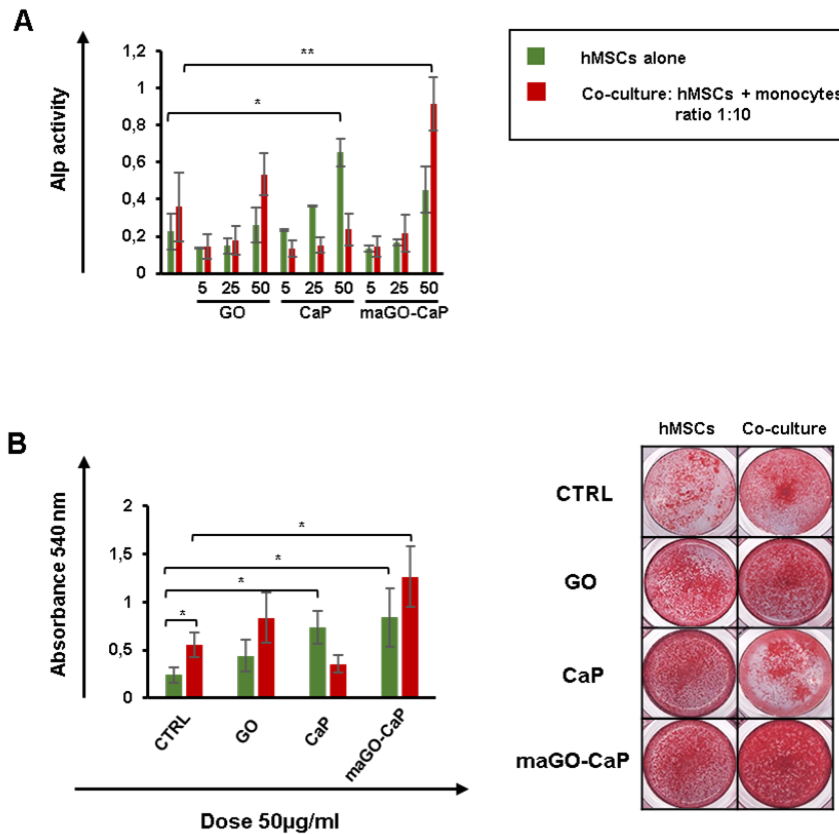 A
Alp activity
1,2
1
0,8
0,6
0,4
0,2
0
**
*
5 25 50 5 25 50 5 25 50
GO CaP maGO-CaP
hMSCs alone
Co-culture: hMSCs + monocytes
ratio 1:10
B
Absorbance 540 nm
2
1,5
1
0,5
0
*
*
*
*
CTRL GO CaP maGO-CaP
Dose 50µg/ml
hMSCs Co-culture
CTRL
GO
CaP
maGO-CaP